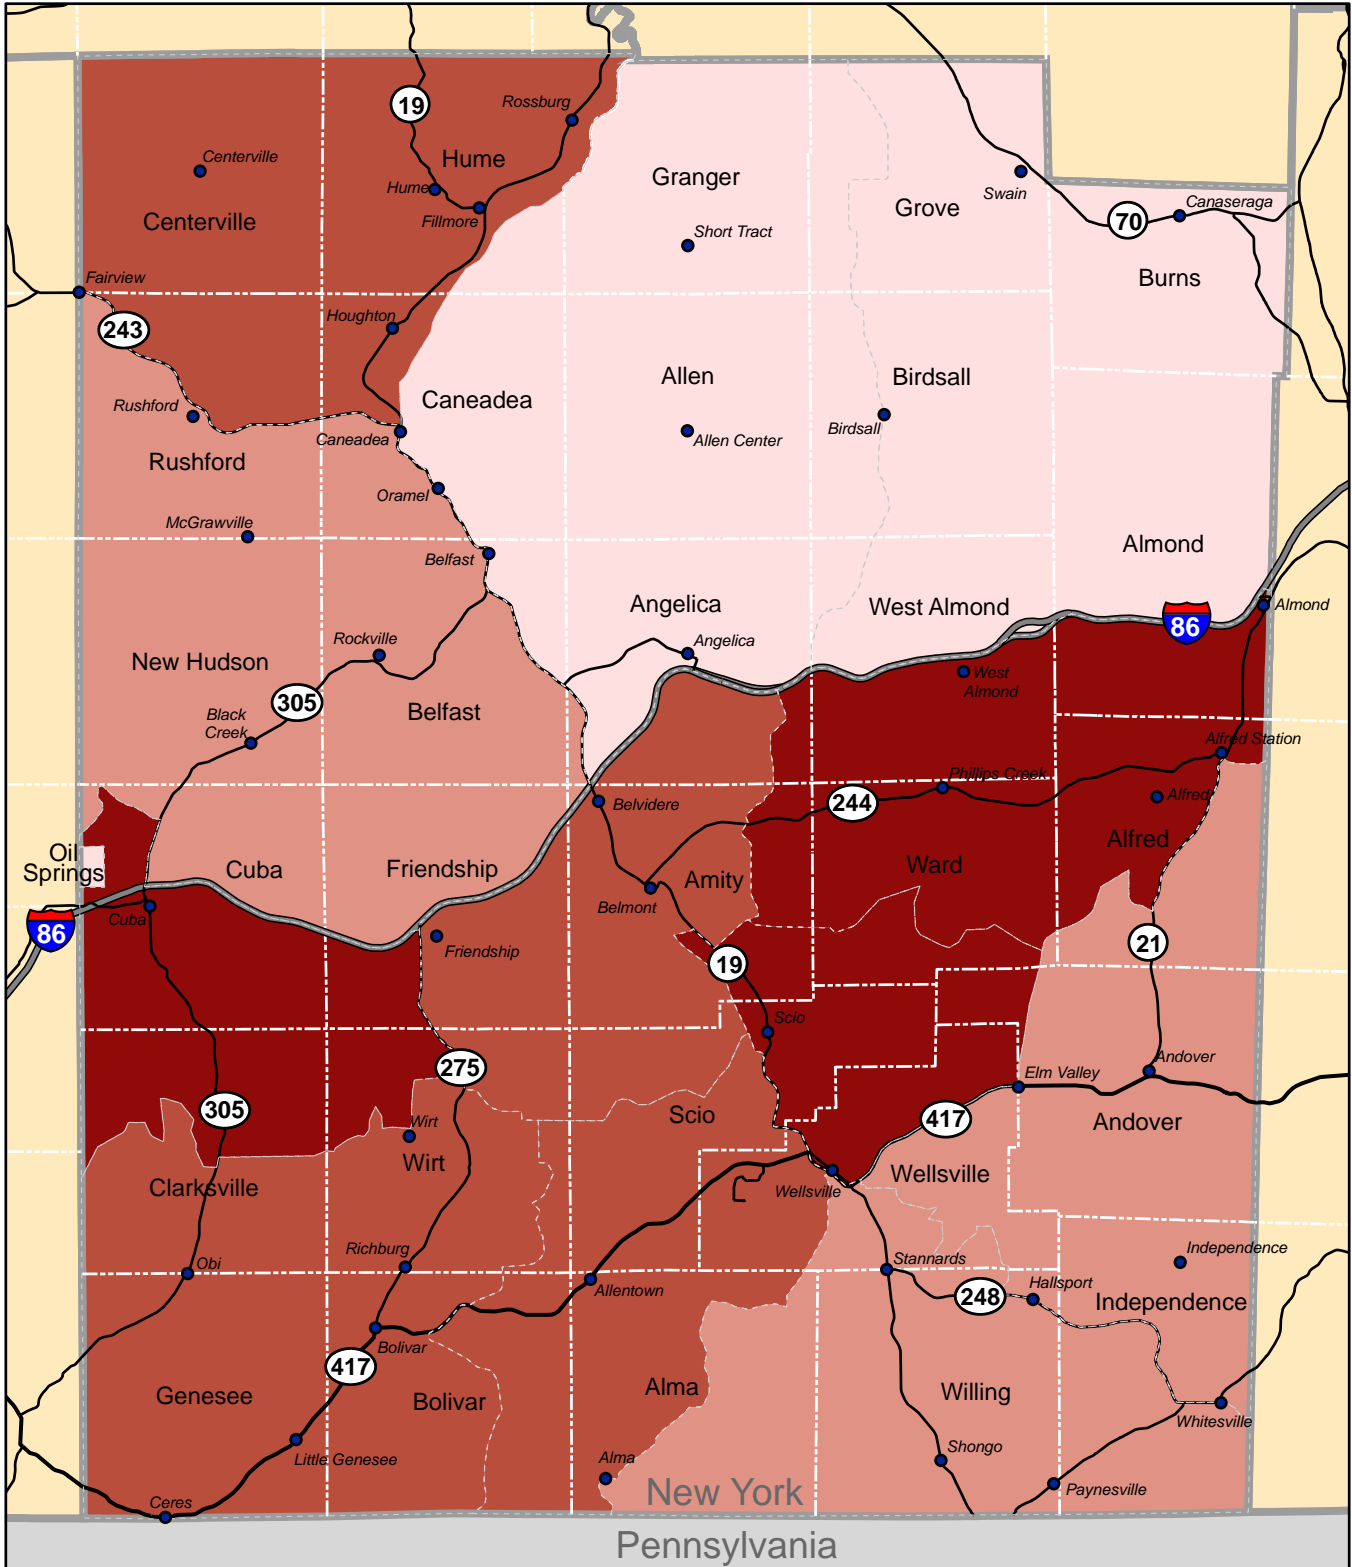 19
Rossburg
Centerville
Hume
Hume
Granger
Swain
Canaseraga
Grove
Centerville
Fillmore
70
Short Tract
Fairview
Burns
Houghton
243
Allen
Birdsall
Caneadea
Rushford
Birdsall
Caneadea
Allen Center
Rushford
Oramel
McGrawville
Almond
Belfast
Angelica
West Almond
Almond
86
Rockville
Angelica
New Hudson
West
Almond
305
Belfast
Black
Creek
Alfred Station
Phillips Creek
Belvidere
244
Alfred
Alfred
Oil
Springs
Cuba
Friendship
Amity
Ward
Belmont
Cuba
86
Friendship
21
19
Scio
275
Elm Valley
Andover
305
Scio
417
Wirt
Andover
Wirt
Wellsville
Clarksville
Wellsville
Richburg
Independence
Obi
Stannards
Hallsport
Allentown
248
Independence
Bolivar
417
Genesee
Bolivar
Alma
Willing
Whitesville
Little Genesee
Shongo
Alma
Paynesville
Ceres
New York
Pennsylvania